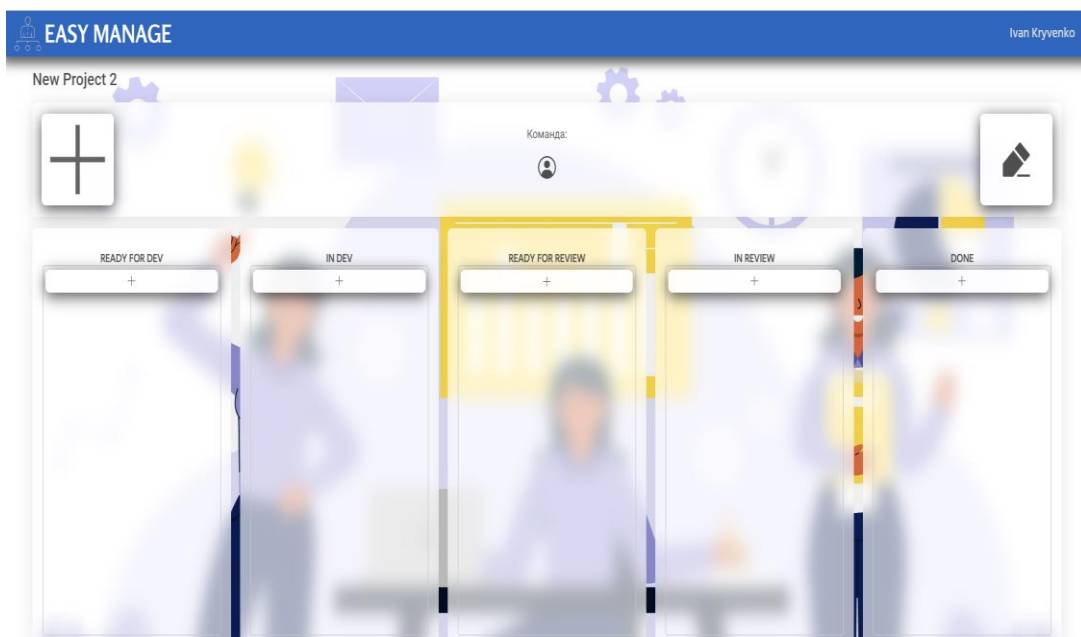 EASY MANAGE
Ivan Kryvenko
New Project 2
Команда:
READY FOR DEV
IN DEV
READY FOR REVIEW
IN REVIEW
DONE
+
+
+
+
+